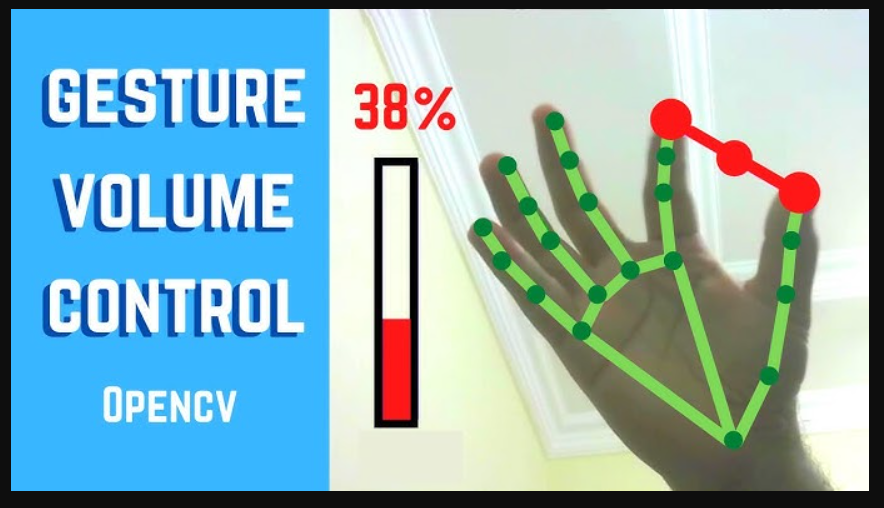 GESTURE
VOLUME
CONTROL
OPENCV
38%